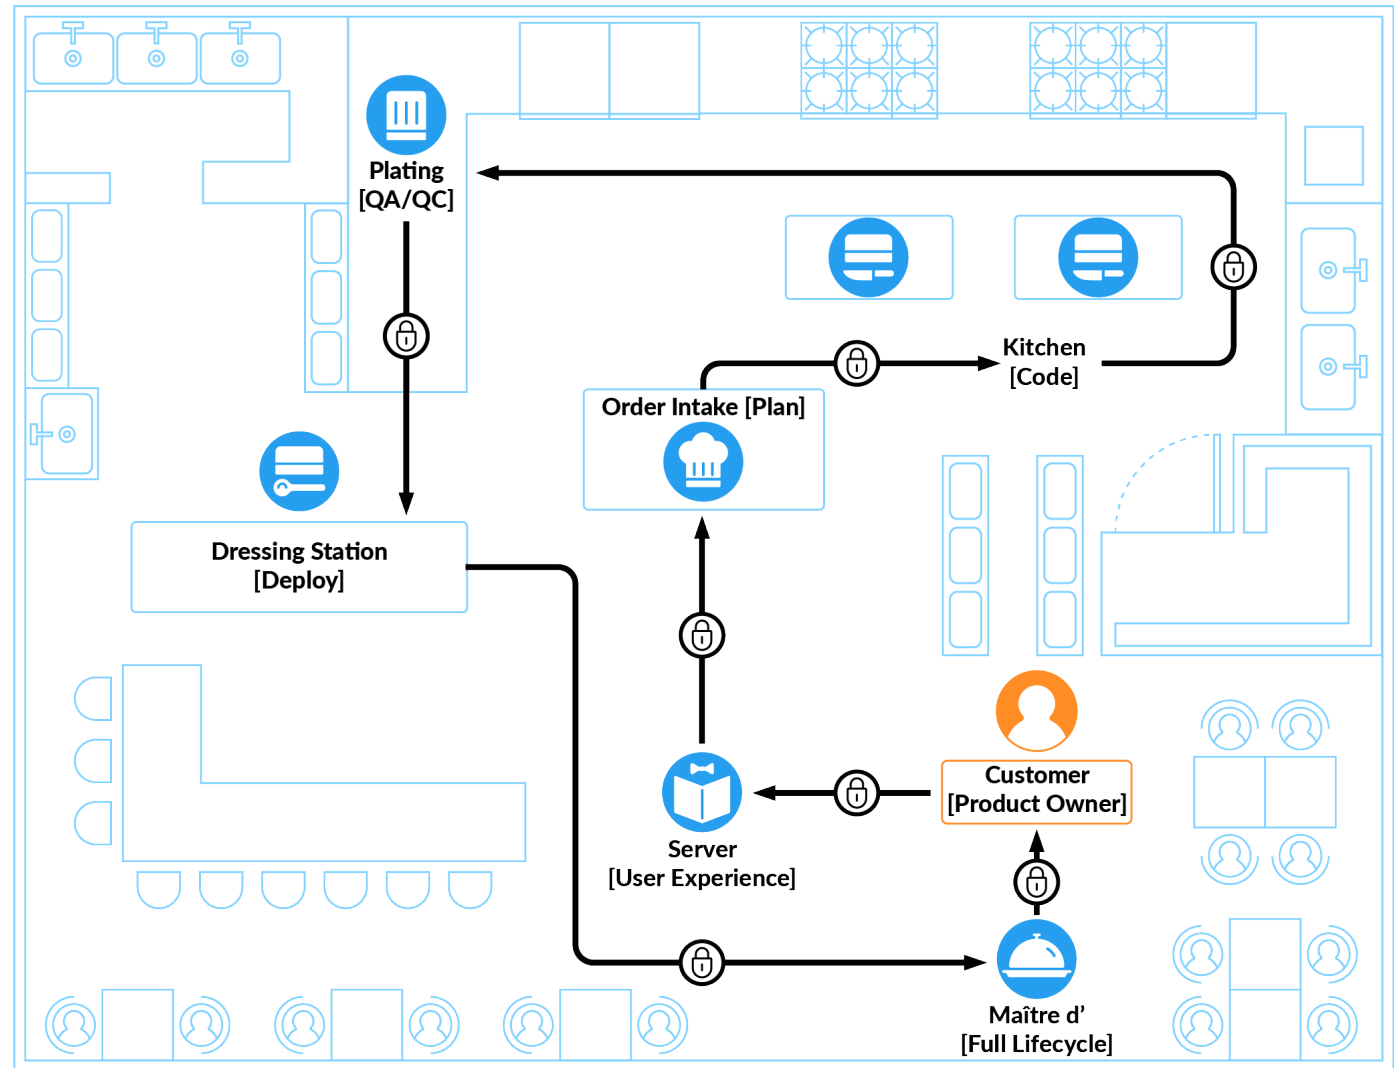 Plating
[QA/QC]
Kitchen
[Code]
Order Intake [Plan]
Dressing Station
[Deploy]
Customer
[Product Owner]
Server
[User Experience]
Maître d’
[Full Lifecycle]